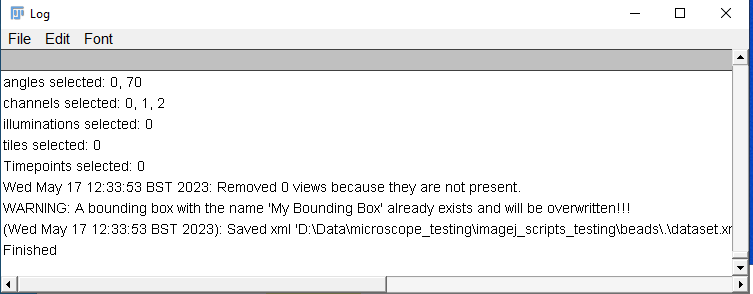 Log
File Edit Font
angles selected: 0, 70
channels selected: 0, 1, 2
illuminations selected: 0
tiles selected: 0
Timepoints selected: 0
Wed May 17 12:33:53 BST 2023: Removed 0 views because they are not present.
WARNING: A bounding box with the name 'My Bounding Box' already exists and will be overwritten!!!
(Wed May 17 12:33:53 BST 2023): Saved xml 'D:\Data\microscope_testing\imagej_scripts_testing\beads\.\dataset.xm
Finished